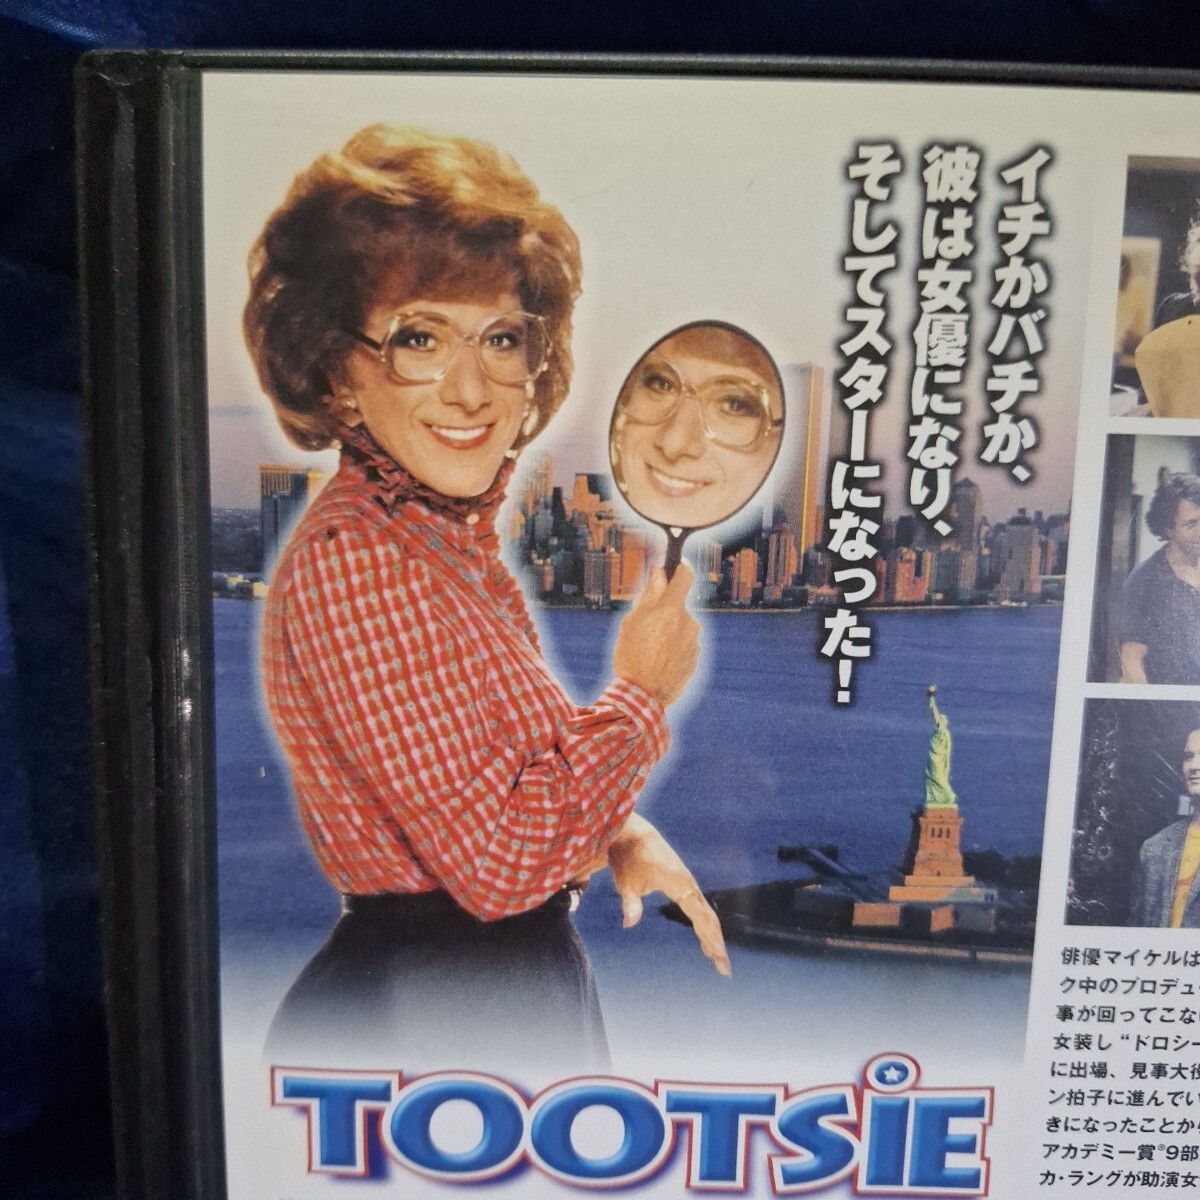 イチかバチか、
彼は女優になり、
そしてスターになった!
TOOTSiE
俳優マイケルは
ク中のプロデュ
事が回ってこな
女装し“ドロシー
に出場、見事大役
ン拍子に進んでい
きになったことか
アカデミー賞®9部
カ・ラングが助演女